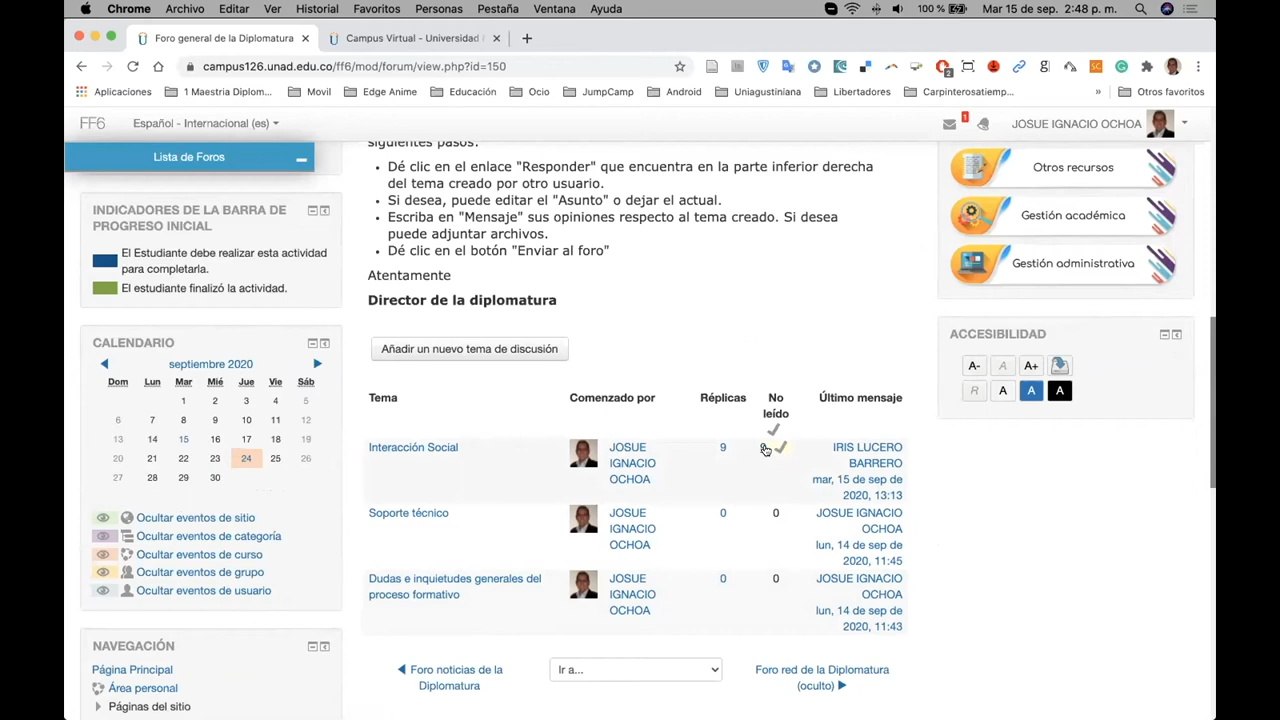 Chrome Archivo Editar Ver Historial Favoritos Personas Pestaña Ventana Ayuda 100 % Mar 15 de sep. 2:48 p. m.
Foro general de la Diplomatura × Campus Virtual - Universidad × +
campus126.unad.edu.co/ff6/mod/forum/view.php?id=150
Aplicaciones 1 Maestria Diplom... Movil Edge Anime Educación Ocio JumpCamp Android Uniagustiniana Libertadores Carpinterosatiemp... » Otros favoritos
FF6 Español - Internacional (es) 1 JOSUE IGNACIO OCHOA
Lista de Foros
siguientes pasos:
Dé clic en el enlace "Responder" que encuentra en la parte inferior derecha
del tema creado por otro usuario.
Si desea, puede editar el "Asunto" o dejar el actual.
Escriba en "Mensaje" sus opiniones respecto al tema creado. Si desea
puede adjuntar archivos.
Dé clic en el botón "Enviar al foro"
Atentamente
Director de la diplomatura
Añadir un nuevo tema de discusión
Tema Comenzado por Réplicas No leído Último mensaje
Interacción Social JOSUE IGNACIO OCHOA 9 9 IRIS LUCERO BARRERO
mar, 15 de sep de 2020, 13:13
Soporte técnico JOSUE IGNACIO OCHOA 0 0 JOSUE IGNACIO OCHOA
lun, 14 de sep de 2020, 11:45
Dudas e inquietudes generales del proceso formativo JOSUE IGNACIO OCHOA 0 0 JOSUE IGNACIO OCHOA
lun, 14 de sep de 2020, 11:43
Foro noticias de la Diplomatura
Ir a...
Foro red de la Diplomatura (oculto)
INDICADORES DE LA BARRA DE
PROGRESO INICIAL
El Estudiante debe realizar esta actividad
para completarla.
El estudiante finalizó la actividad.
CALENDARIO
septiembre 2020
Dom Lun Mar Mié Jue Vie Sáb
1 2 3 4 5
6 7 8 9 10 11 12
13 14 15 16 17 18 19
20 21 22 23 24 25 26
27 28 29 30
Ocultar eventos de sitio
Ocultar eventos de categoría
Ocultar eventos de curso
Ocultar eventos de grupo
Ocultar eventos de usuario
NAVEGACIÓN
Página Principal
Área personal
Páginas del sitio
Otros recursos
Gestión académica
Gestión administrativa
ACCESIBILIDAD
A- A A+
R A A A